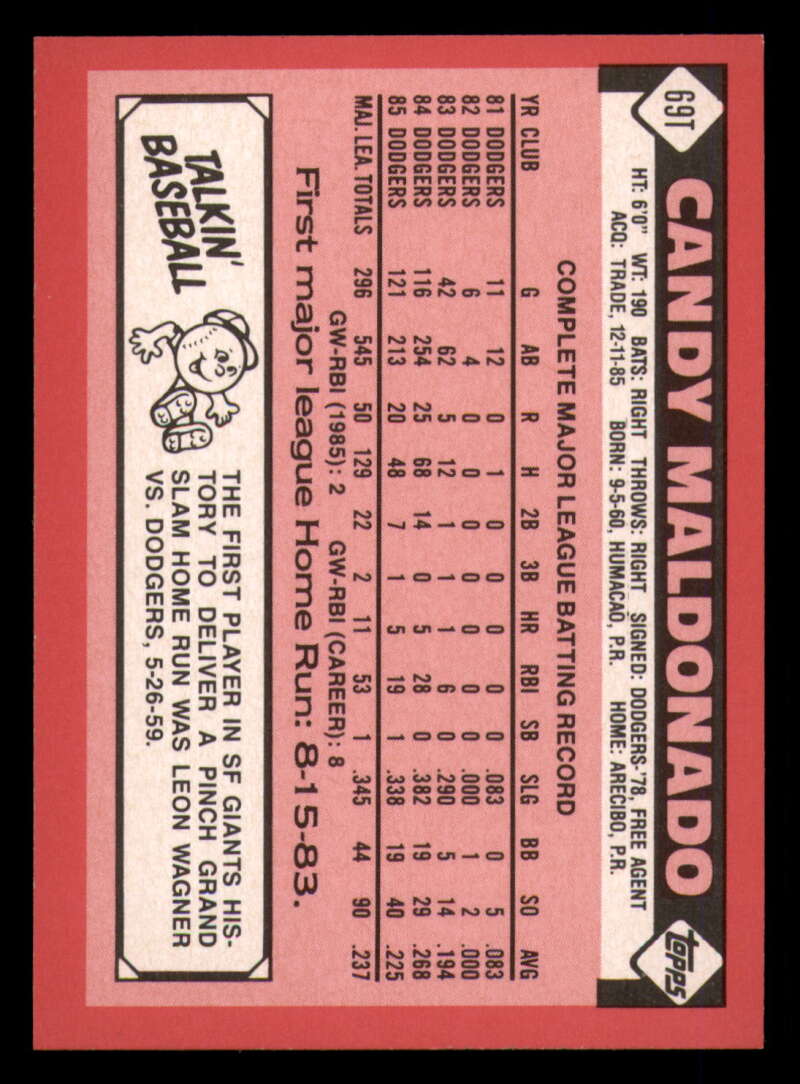 69T
CANDY MALDONADO
topps
HT: 6'0" WT: 190 BATS: RIGHT THROWS: RIGHT SIGNED: DODGERS-'78, FREE AGENT
ACQ: TRADE, 12-11-85 BORN: 9-5-60, HUMACAO, P.R. HOME: ARECIBO, P.R.
COMPLETE MAJOR LEAGUE BATTING RECORD
YR CLUB G AB R H 2B 3B HR RBI SB SLG BB SO AVG
81 DODGERS 11 12 0 1 0 0 0 0 0 .083 0 5 .083
82 DODGERS 6 4 0 0 0 0 0 0 0 .000 1 2 .000
83 DODGERS 42 62 5 12 1 1 1 6 0 .290 5 14 .194
84 DODGERS 116 254 25 68 14 0 5 28 0 .382 19 29 .268
85 DODGERS 121 213 20 48 7 1 5 19 1 .338 19 40 .225
MAJ. LEA. TOTALS 296 545 50 129 22 2 11 53 1 .345 44 90 .237
GW-RBI (1985): 2 GW-RBI (CAREER): 8
First major league Home Run: 8-15-83.
TALKIN'
BASEBALL
THE FIRST PLAYER IN SF GIANTS HIS-
TORY TO DELIVER A PINCH GRAND
SLAM HOME RUN WAS LEON WAGNER
VS. DODGERS, 5-26-59.